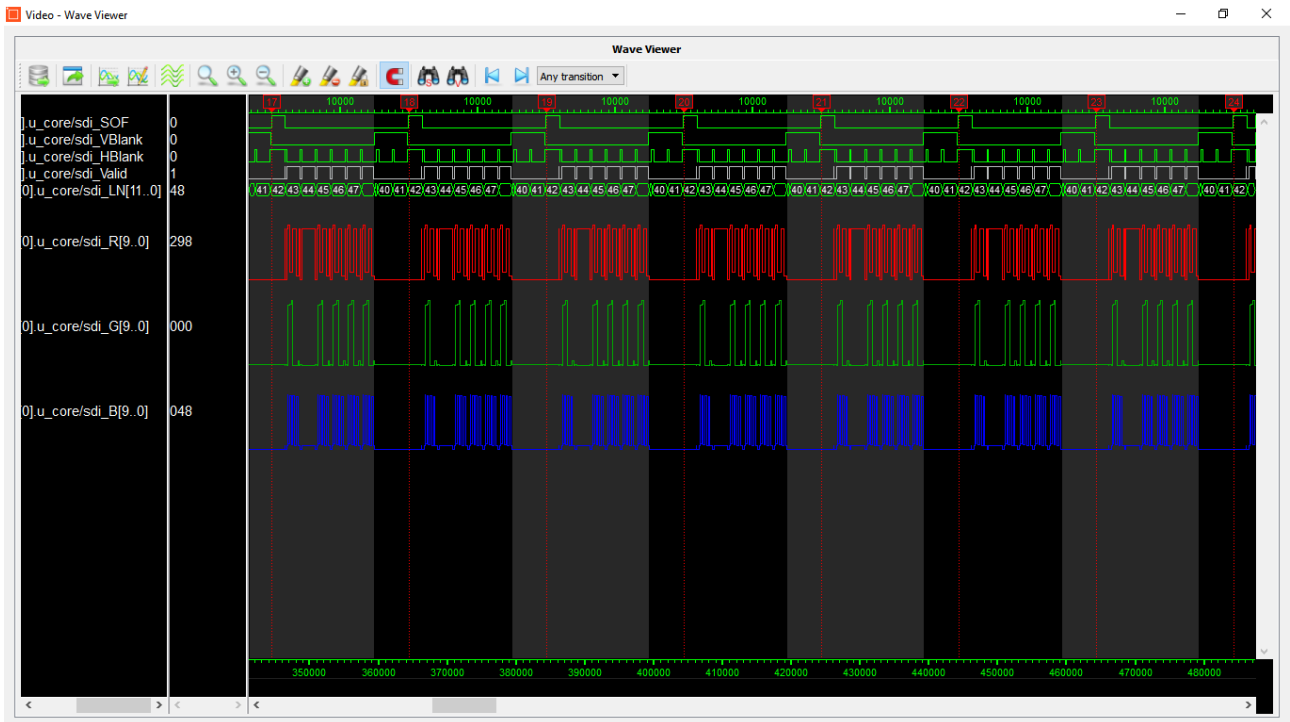 Video - Wave Viewer
Wave Viewer
Any transition
17 10000 18 10000 19 10000 20 10000 21 10000 22 10000 23 10000 24
].u_core/sdi_SOF 0
].u_core/sdi_VBlank 0
].u_core/sdi_HBlank 0
].u_core/sdi_Valid 1
[0].u_core/sdi_LN[11..0] 48 41 42 43 44 45 46 47 40 41 42 43 44 45 46 47 40 41 42 43 44 45 46 47 40 41 42 43 44 45 46 47 40 41 42 43 44 45 46 47 40 41 42 43 44 45 46 47 40 41 42 43 44 45 46 47 40 41 42
[0].u_core/sdi_R[9..0] 298
[0].u_core/sdi_G[9..0] 000
[0].u_core/sdi_B[9..0] 048
350000 360000 370000 380000 390000 400000 410000 420000 430000 440000 450000 460000 470000 480000